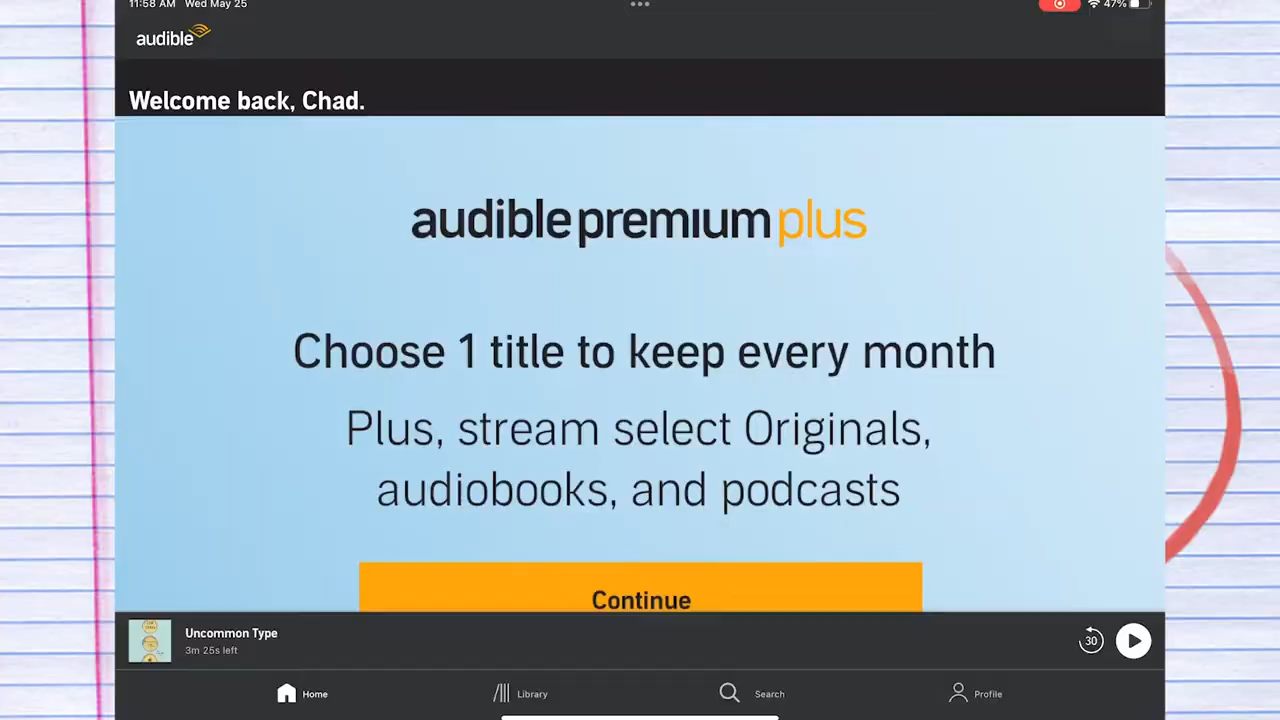 11:58 AM Wed May 25
47%
audible
Welcome back, Chad.
audible premium plus
Choose 1 title to keep every month
Plus, stream select Originals,
audiobooks, and podcasts
Continue
Uncommon Type
3m 25s left
30
Home
Library
Search
Profile